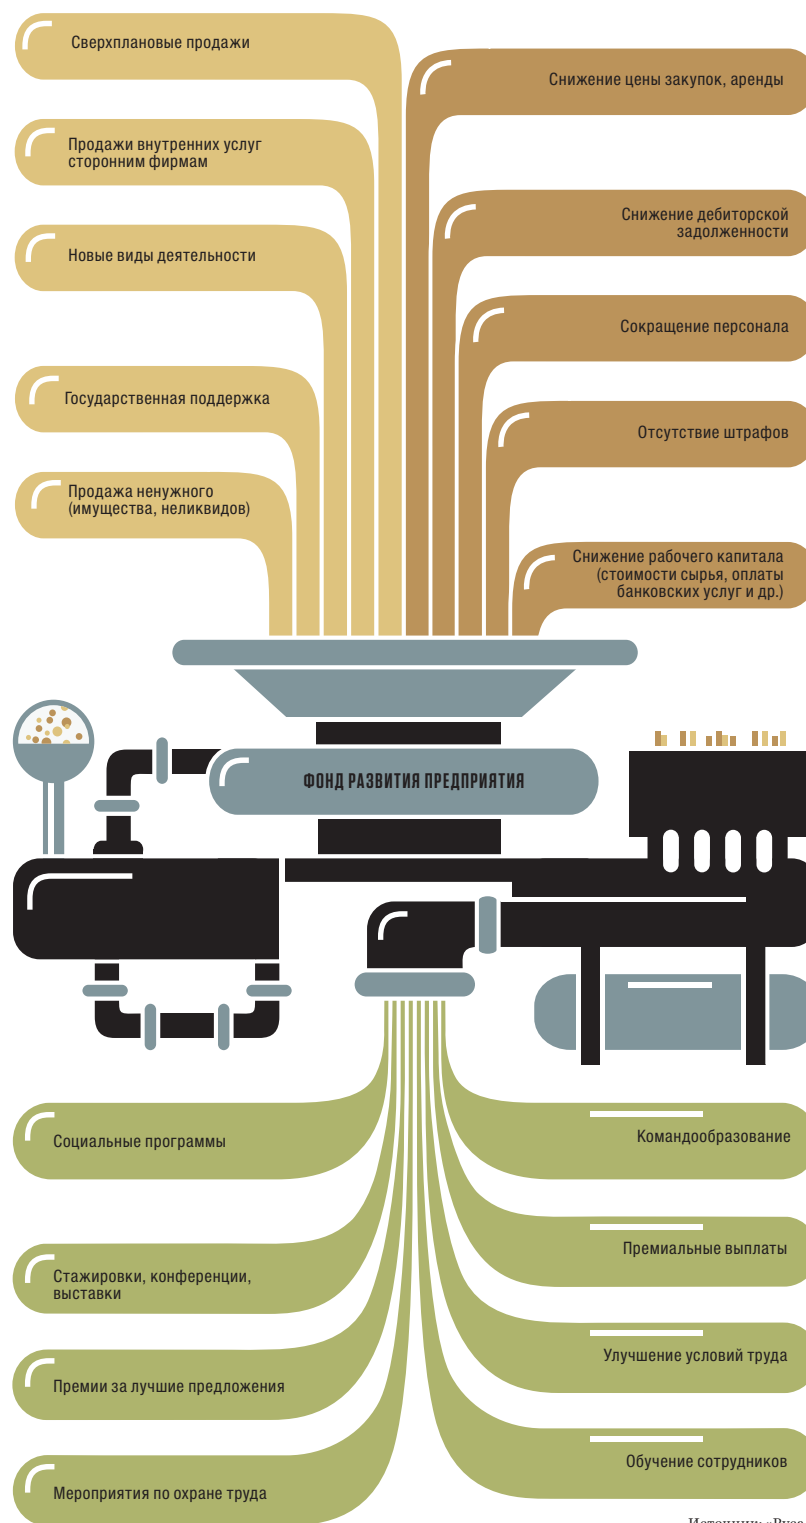 Сверхплановые продажи
Снижение цены закупок, аренды
Продажи внутренних услуг
сторонним фирмам
Снижение дебиторской
задолженности
Новые виды деятельности
Сокращение персонала
Государственная поддержка
Отсутствие штрафов
Продажа ненужного
(имущества, неликвидов)
Снижение рабочего капитала
(стоимости сырья, оплаты
банковских услуг и др.)
ФОНД РАЗВИТИЯ ПРЕДПРИЯТИЯ
Социальные программы
Командообразование
Стажировки, конференции,
выставки
Премиальные выплаты
Премии за лучшие предложения
Улучшение условий труда
Мероприятия по охране труда
Обучение сотрудников